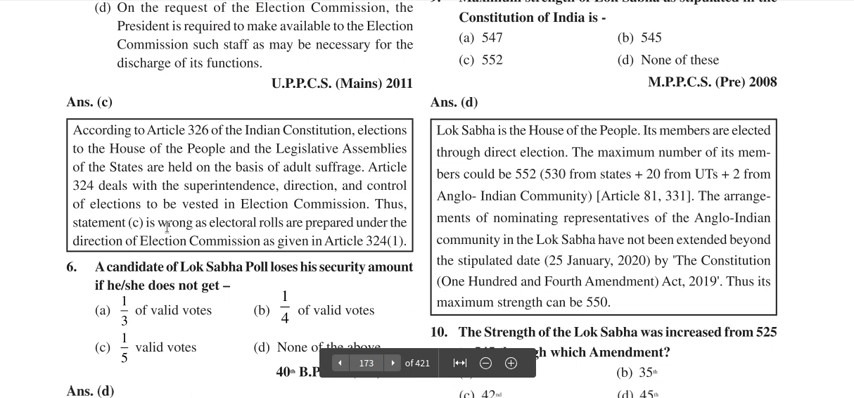 (d) On the request of the Election Commission, the
President is required to make available to the Election
Commission such staff as may be necessary for the
discharge of its functions.
U.P.P.C.S. (Mains) 2011
Ans. (c)
According to Article 326 of the Indian Constitution, elections
to the House of the People and the Legislative Assemblies
of the States are held on the basis of adult suffrage. Article
324 deals with the superintendence, direction, and control
of elections to be vested in Election Commission. Thus,
statement (c) is wrong as electoral rolls are prepared under the
direction of Election Commission as given in Article 324(1).
6. A candidate of Lok Sabha Poll loses his security amount
if he/she does not get –
(a) 1/3 of valid votes (b) 1/4 of valid votes
(c) 1/5 valid votes (d) None of the above
40th B.P
Ans. (d)
Constitution of India is -
(a) 547 (b) 545
(c) 552 (d) None of these
M.P.P.C.S. (Pre) 2008
Ans. (d)
Lok Sabha is the House of the People. Its members are elected
through direct election. The maximum number of its mem-
bers could be 552 (530 from states + 20 from UTs + 2 from
Anglo- Indian Community) [Article 81, 331]. The arrange-
ments of nominating representatives of the Anglo-Indian
community in the Lok Sabha have not been extended beyond
the stipulated date (25 January, 2020) by 'The Constitution
(One Hundred and Fourth Amendment) Act, 2019'. Thus its
maximum strength can be 550.
10. The Strength of the Lok Sabha was increased from 525
which Amendment?
(b) 35th
(c) 42nd (d) 45th
173 of 421